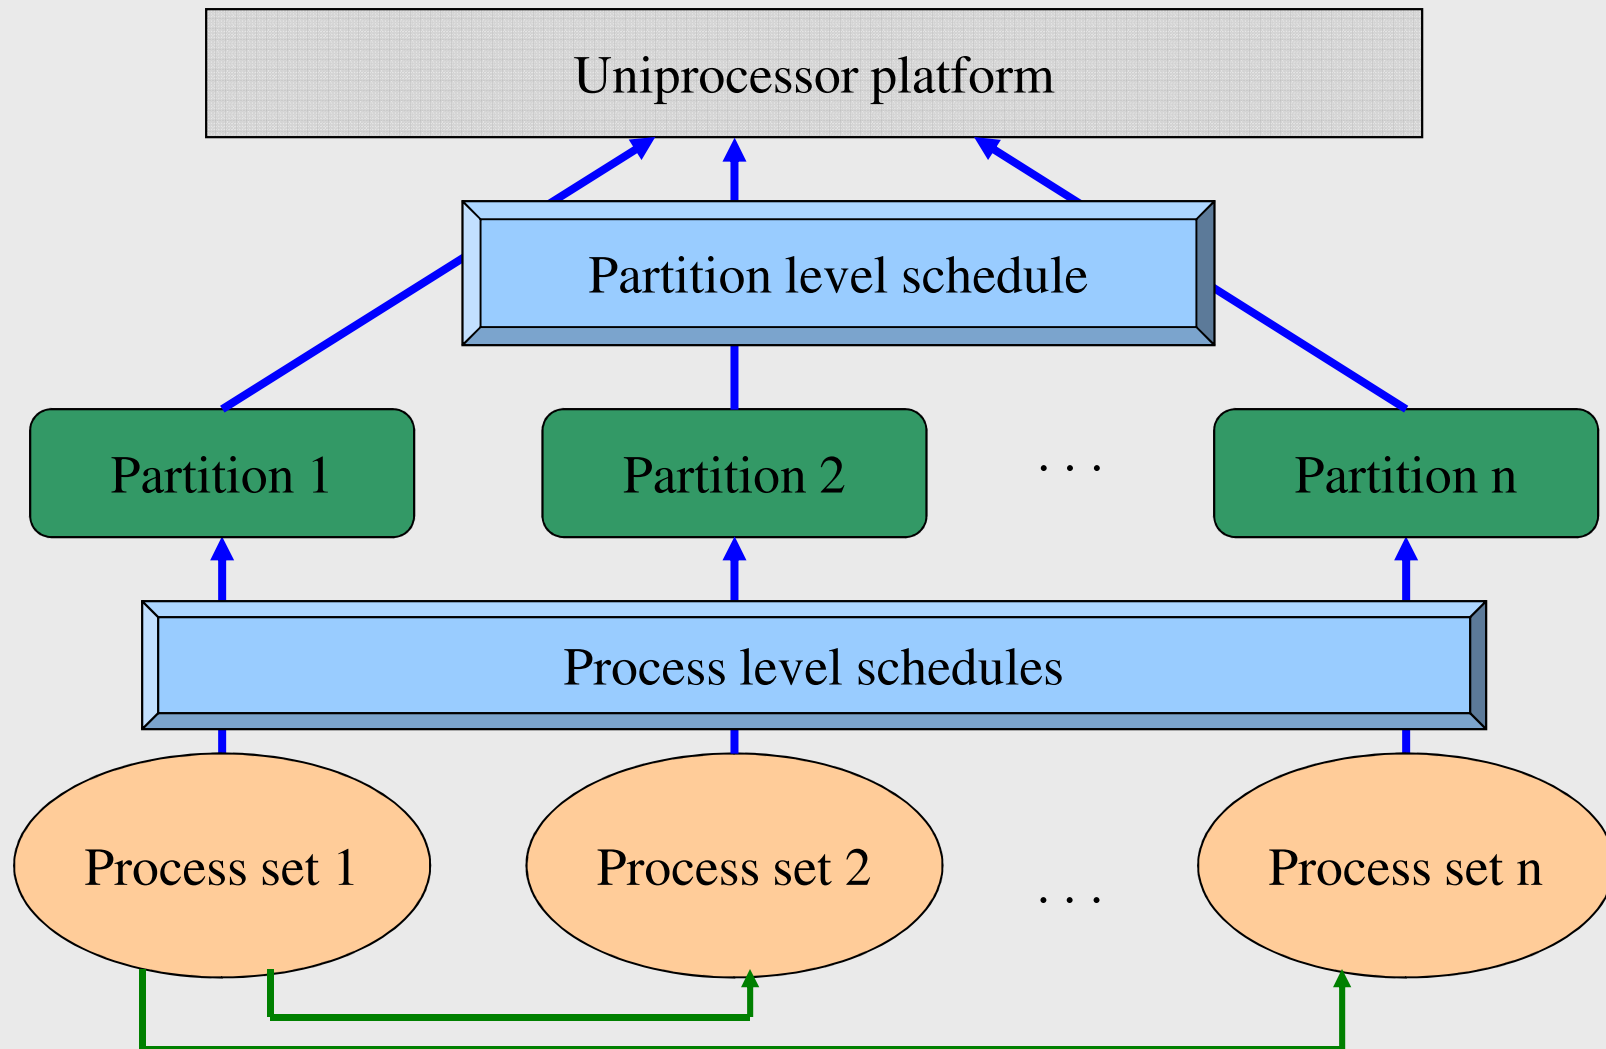 Uniprocessor platform
Partition level schedule
Partition 1
Partition 2
. . .
Partition n
Process level schedules
Process set 1
Process set 2
. . .
Process set n